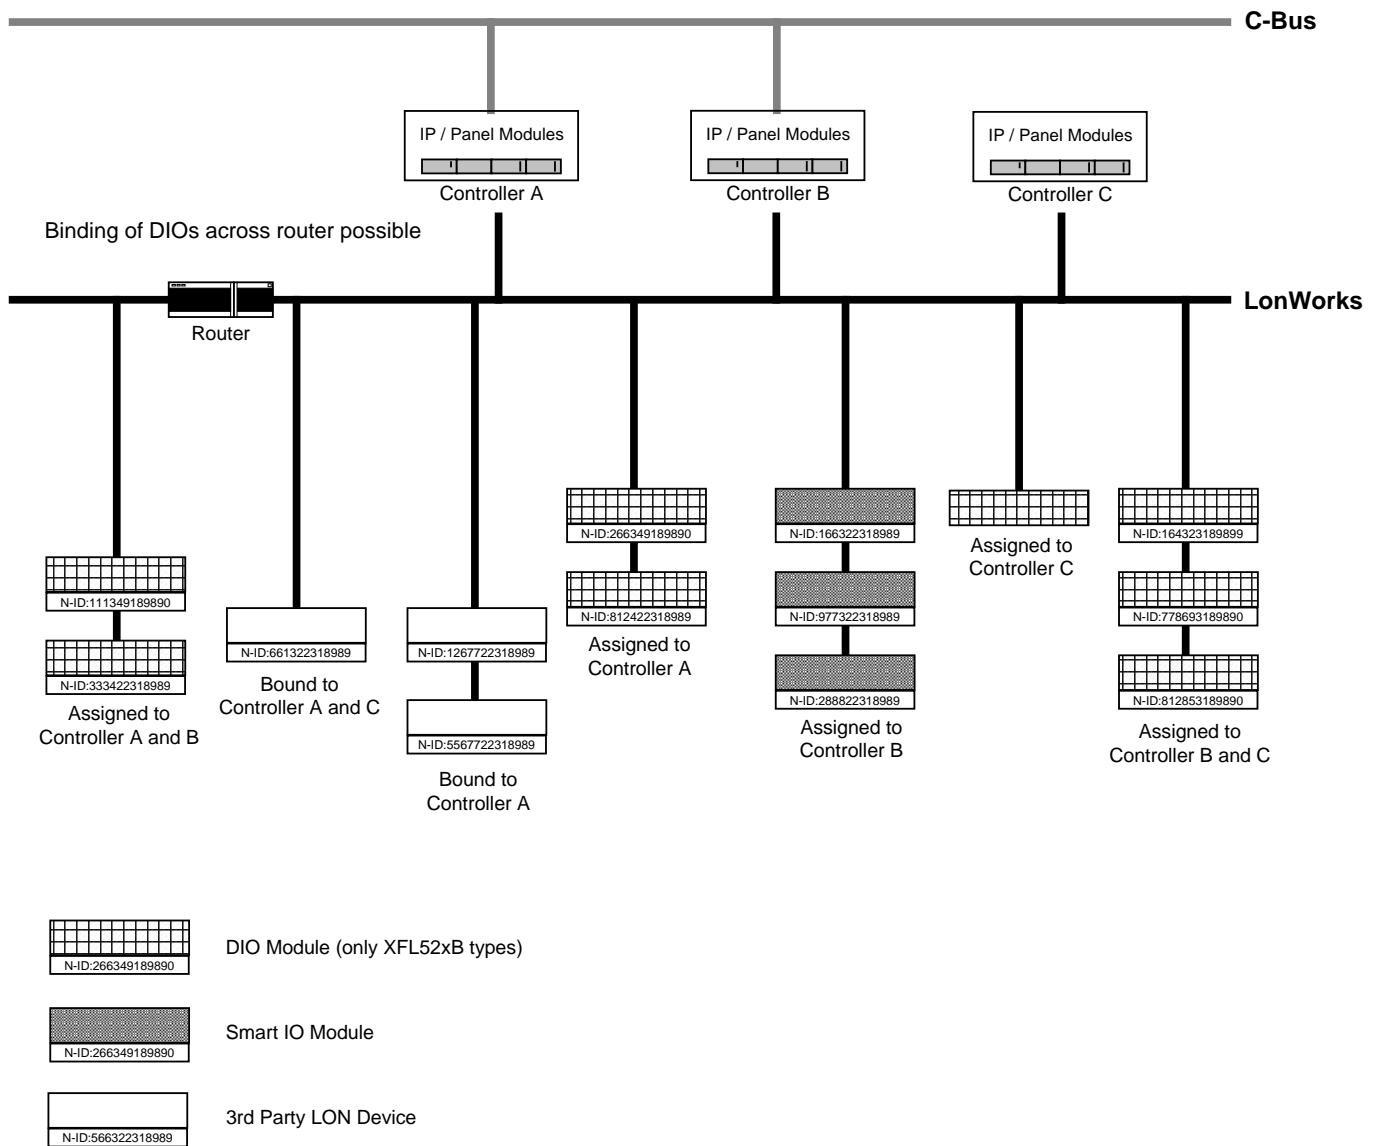 C-Bus
IP / Panel Modules
Controller A
IP / Panel Modules
Controller B
IP / Panel Modules
Controller C
Binding of DIOs across router possible
LonWorks
Router
N-ID:111349189890
N-ID:333422318989
Assigned to
Controller A and B
N-ID:661322318989
Bound to
Controller A and C
N-ID:1267722318989
N-ID:5567722318989
Bound to
Controller A
N-ID:266349189890
N-ID:812422318989
Assigned to
Controller A
N-ID:166322318989
N-ID:977322318989
N-ID:288822318989
Assigned to
Controller B
Assigned to
Controller C
N-ID:164323189899
N-ID:778693189890
N-ID:812853189890
Assigned to
Controller B and C
N-ID:266349189890
DIO Module (only XFL52xB types)
N-ID:266349189890
Smart IO Module
N-ID:566322318989
3rd Party LON Device